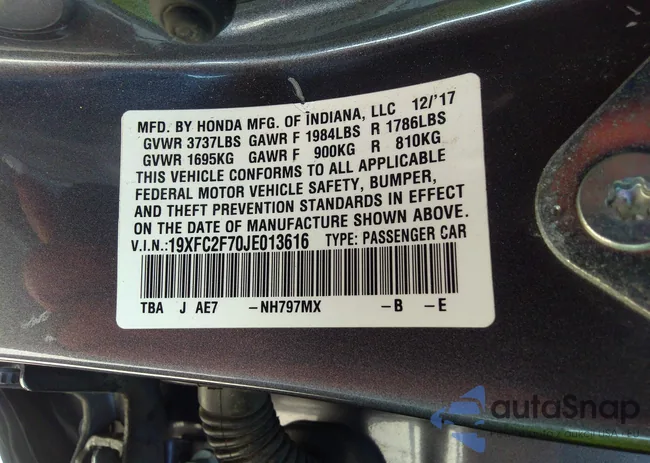 MFD. BY HONDA MFG. OF INDIANA, LLC 12/'17
GVWR 3737LBS GAWR F 1984LBS R 1786LBS
GVWR 1695KG GAWR F 900KG R 810KG
THIS VEHICLE CONFORMS TO ALL APPLICABLE
FEDERAL MOTOR VEHICLE SAFETY, BUMPER,
AND THEFT PREVENTION STANDARDS IN EFFECT
ON THE DATE OF MANUFACTURE SHOWN ABOVE.
V.I.N.:19XFC2F70JE013616 TYPE: PASSENGER CAR
TBA J AE7 -NH797MX -B -E
autoSnap